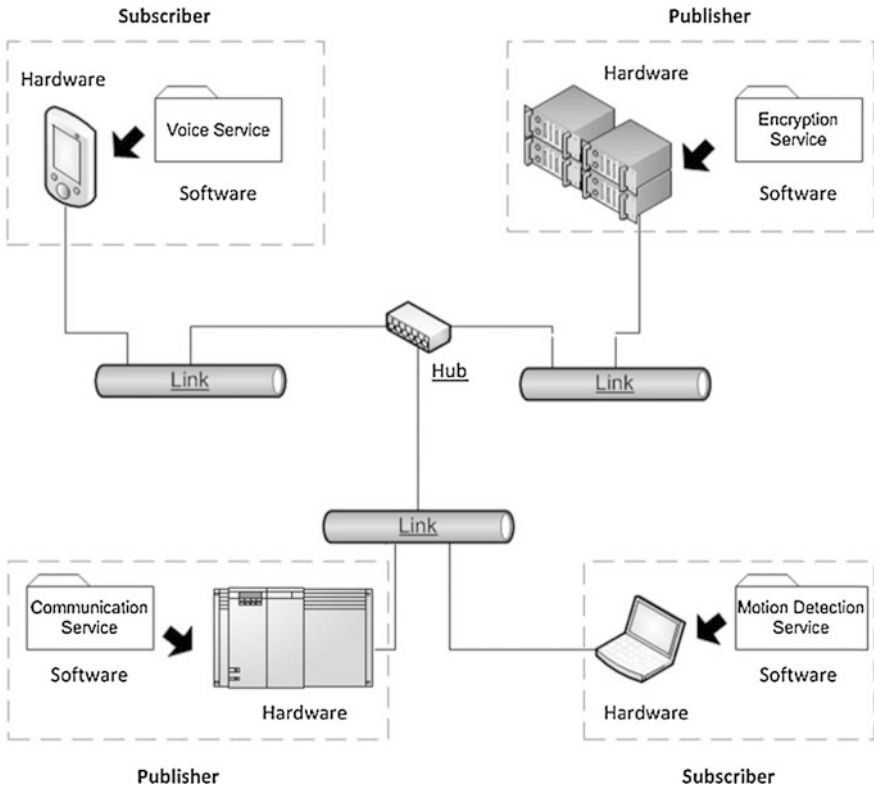 Subscriber
Publisher
Hardware
Voice Service
Software
Hardware
Encryption
Service
Software
Link
Hub
Link
Link
Communication
Service
Software
Hardware
Motion Detection
Service
Software
Hardware
Publisher
Subscriber